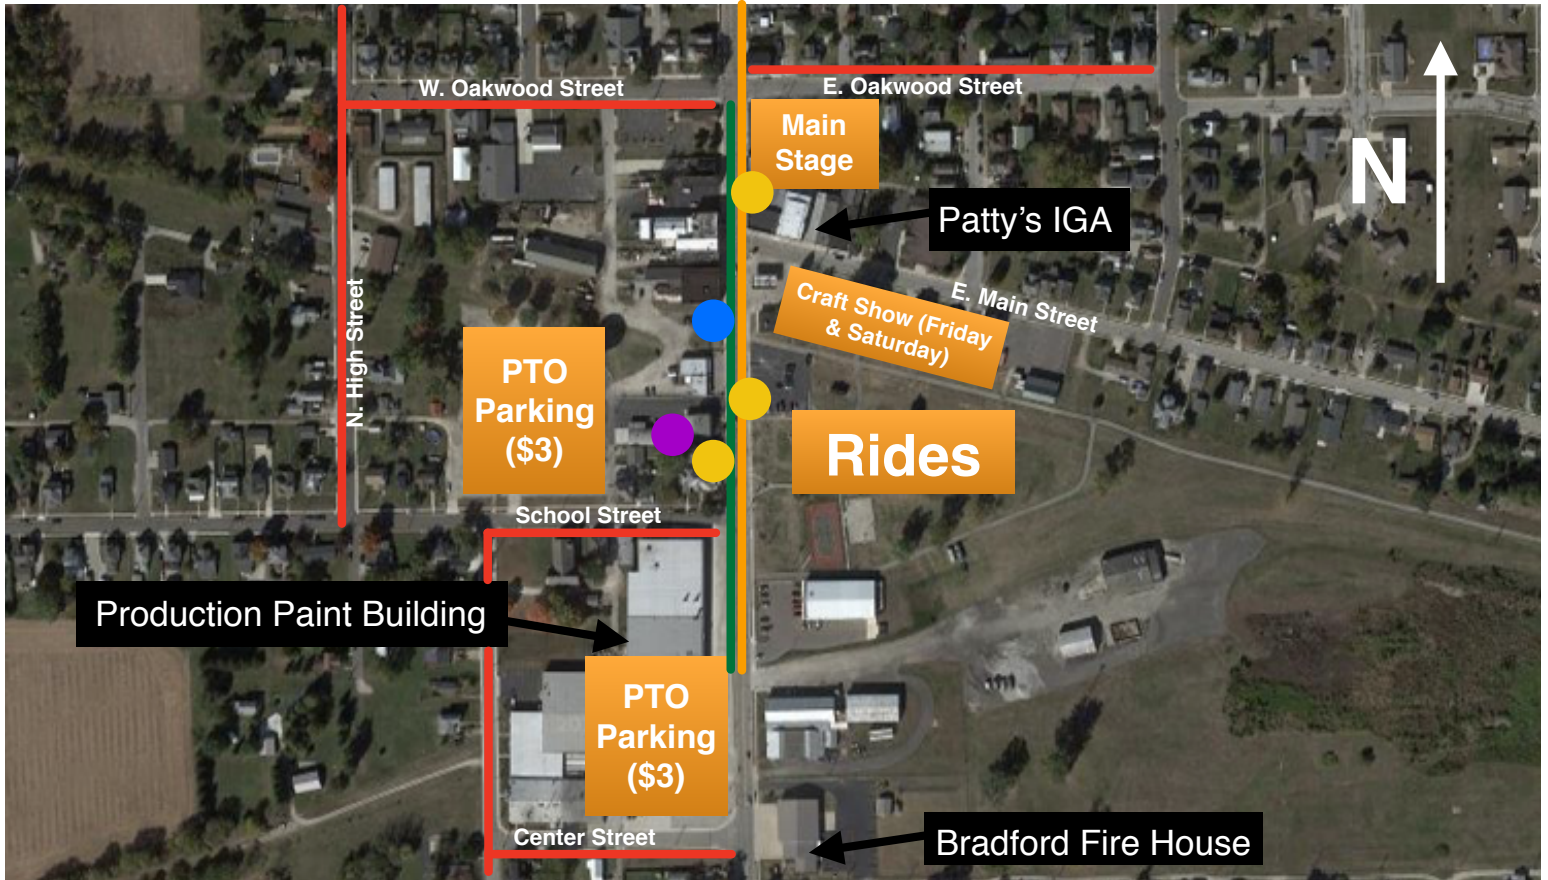 W. Oakwood Street
E. Oakwood Street
Main
Stage
N
Patty’s IGA
E. Main Street
Craft Show (Friday
& Saturday)
N. High Street
PTO
Parking
($3)
Rides
School Street
Production Paint Building
PTO
Parking
($3)
Center Street
Bradford Fire House